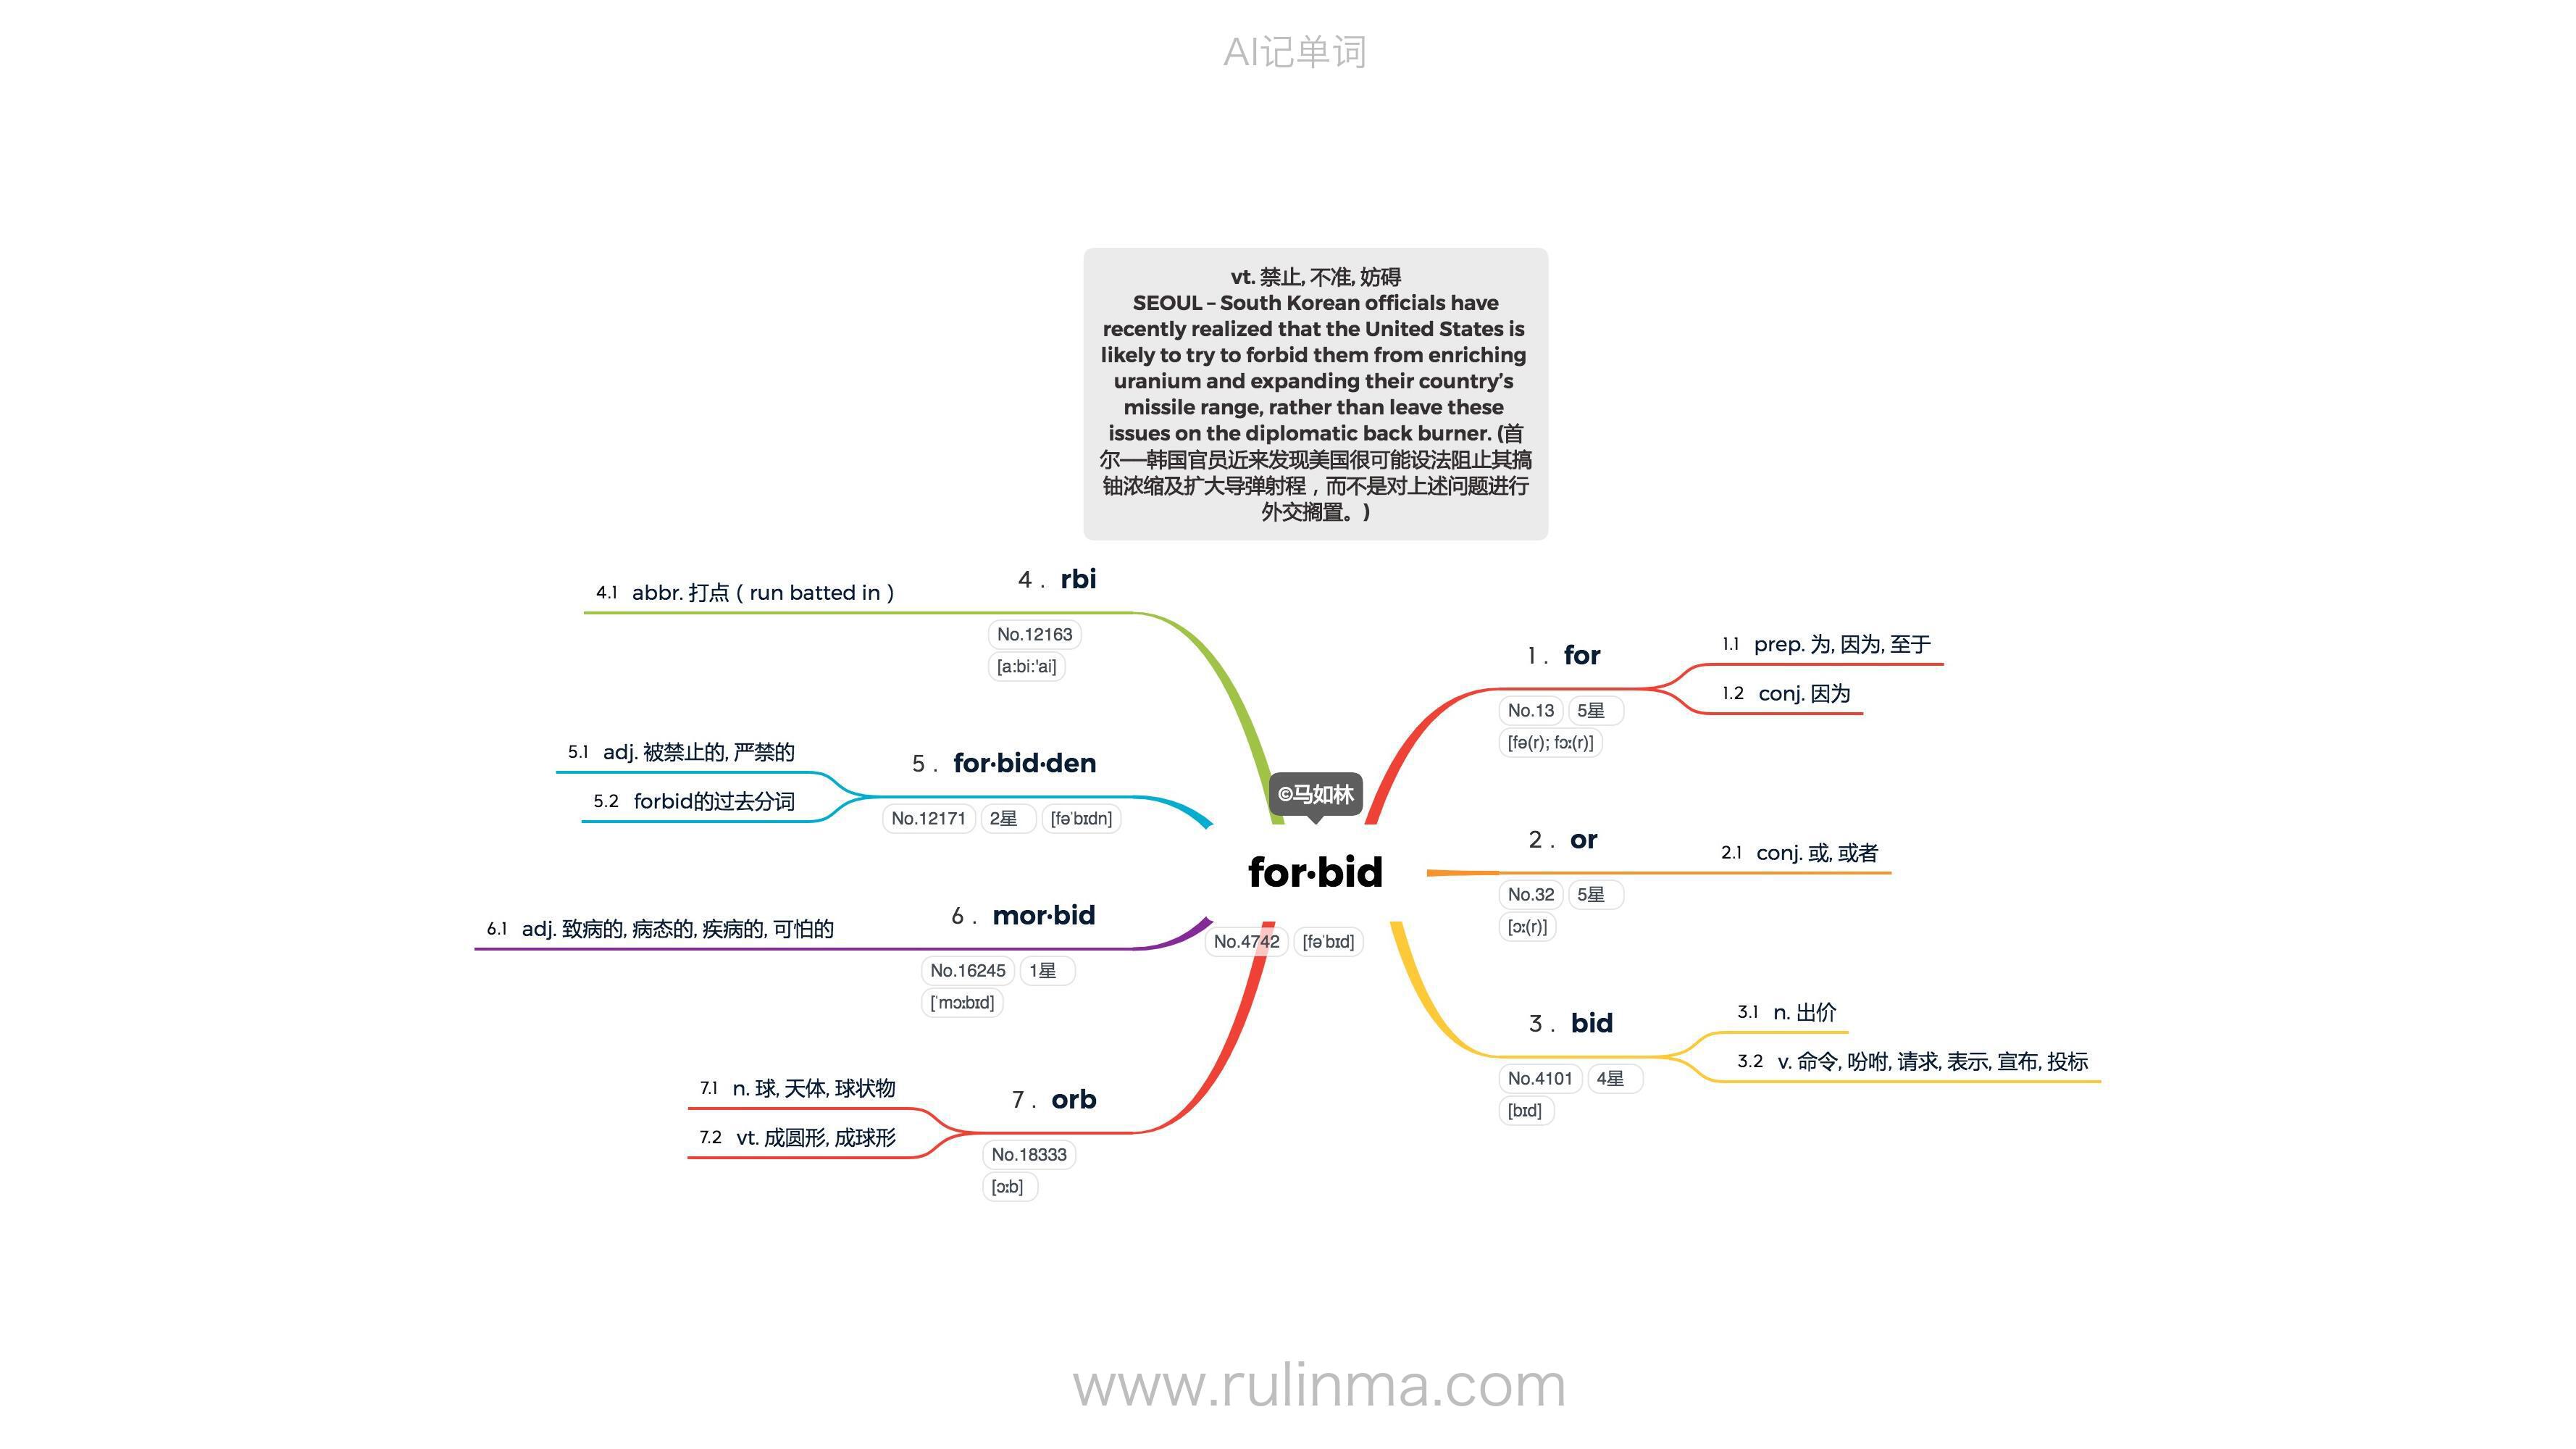 AI记单词
vt. 禁止, 不准, 妨碍
SEOUL – South Korean officials have
recently realized that the United States is
likely to try to forbid them from enriching
uranium and expanding their country’s
missile range, rather than leave these
issues on the diplomatic back burner. (首
尔──韩国官员近来发现美国很可能设法阻止其搞
铀浓缩及扩大导弹射程，而不是对上述问题进行
外交搁置。)
©马如林
for·bid
No.4742 [fəˈbɪd]
1. for
No.13 5星
[fə(r); fɔː(r)]
1.1 prep. 为, 因为, 至于
1.2 conj. 因为
2. or
No.32 5星
[ɔː(r)]
2.1 conj. 或, 或者
3. bid
No.4101 4星
[bɪd]
3.1 n. 出价
3.2 v. 命令, 吩咐, 请求, 表示, 宣布, 投标
4. rbi
No.12163
[a:bi:'ai]
4.1 abbr. 打点（run batted in）
5. for·bid·den
No.12171 2星 [fəˈbɪdn]
5.1 adj. 被禁止的, 严禁的
5.2 forbid的过去分词
6. mor·bid
No.16245 1星
[ˈmɔːbɪd]
6.1 adj. 致病的, 病态的, 疾病的, 可怕的
7. orb
No.18333
[ɔːb]
7.1 n. 球, 天体, 球状物
7.2 vt. 成圆形, 成球形
www.rulinma.com